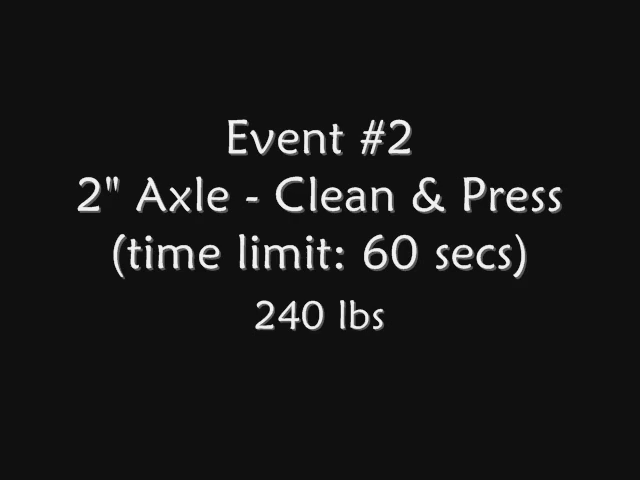 Event #2
2" Axle - Clean & Press
(time limit: 60 secs)
240 lbs